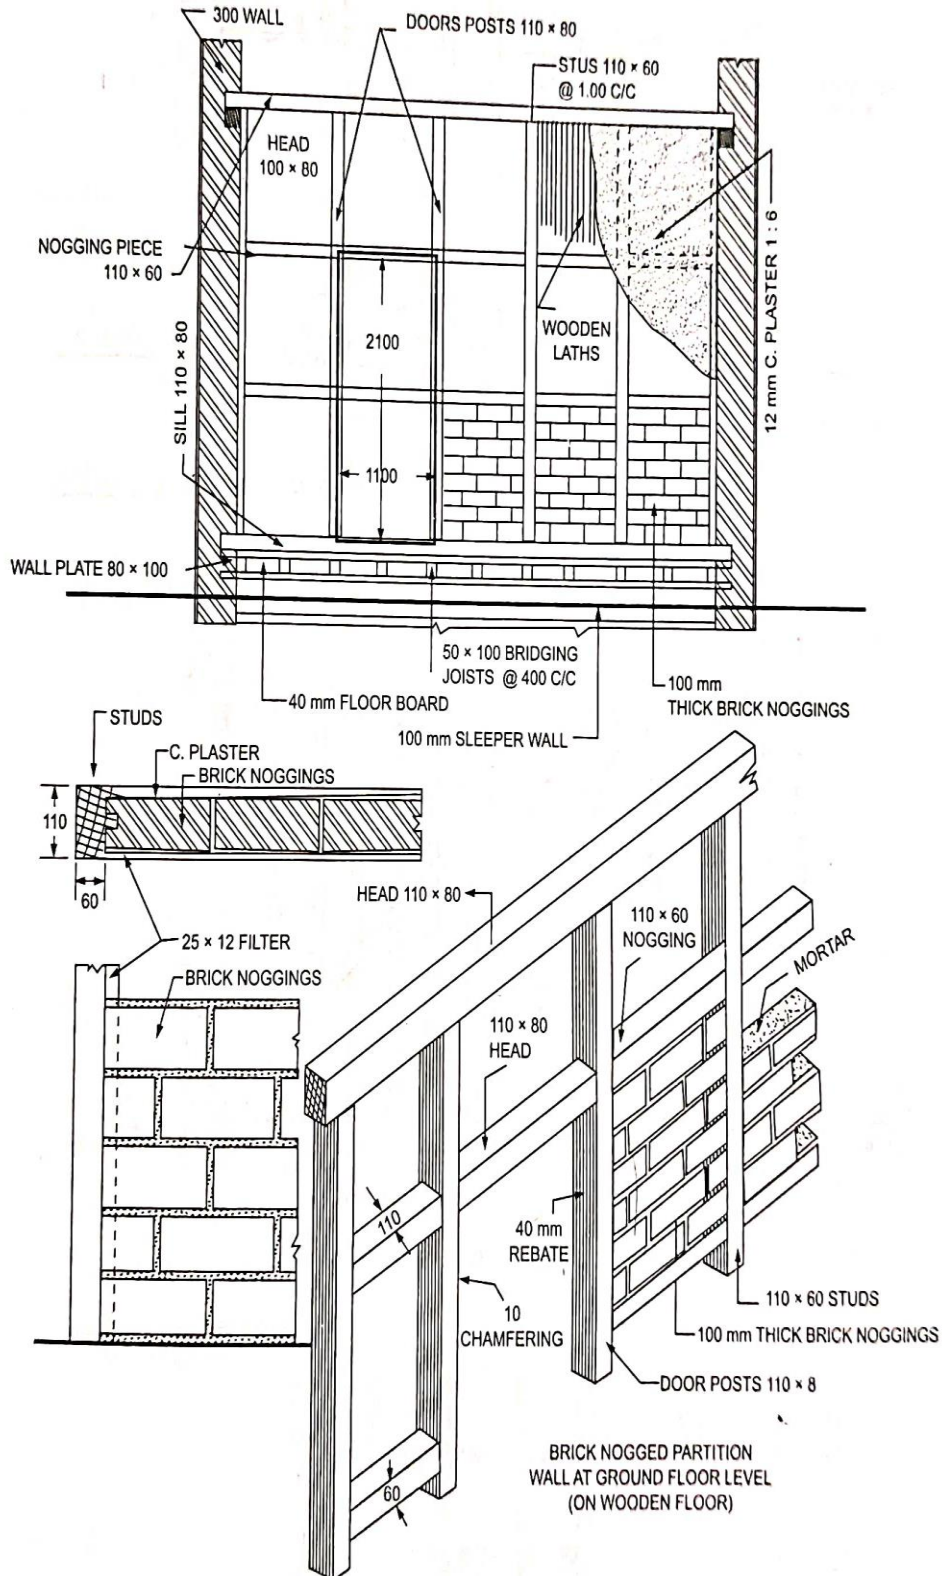 300 WALL
DOORS POSTS 110 × 80
STUS 110 × 60
@ 1.00 C/C
HEAD
100 × 80
NOGGING PIECE
110 × 60
SILL 110 × 80
2100
WOODEN
LATHS
12 mm C. PLASTER 1 : 6
1100
WALL PLATE 80 × 100
50 × 100 BRIDGING
JOISTS @ 400 C/C
40 mm FLOOR BOARD
100 mm
THICK BRICK NOGGINGS
100 mm SLEEPER WALL
STUDS
C. PLASTER
BRICK NOGGINGS
110
60
25 × 12 FILTER
BRICK NOGGINGS
HEAD 110 × 80
110 × 60
NOGGING
MORTAR
110 × 80
HEAD
110
40 mm
REBATE
10
CHAMFERING
110 × 60 STUDS
100 mm THICK BRICK NOGGINGS
DOOR POSTS 110 × 8
60
BRICK NOGGED PARTITION
WALL AT GROUND FLOOR LEVEL
(ON WOODEN FLOOR)